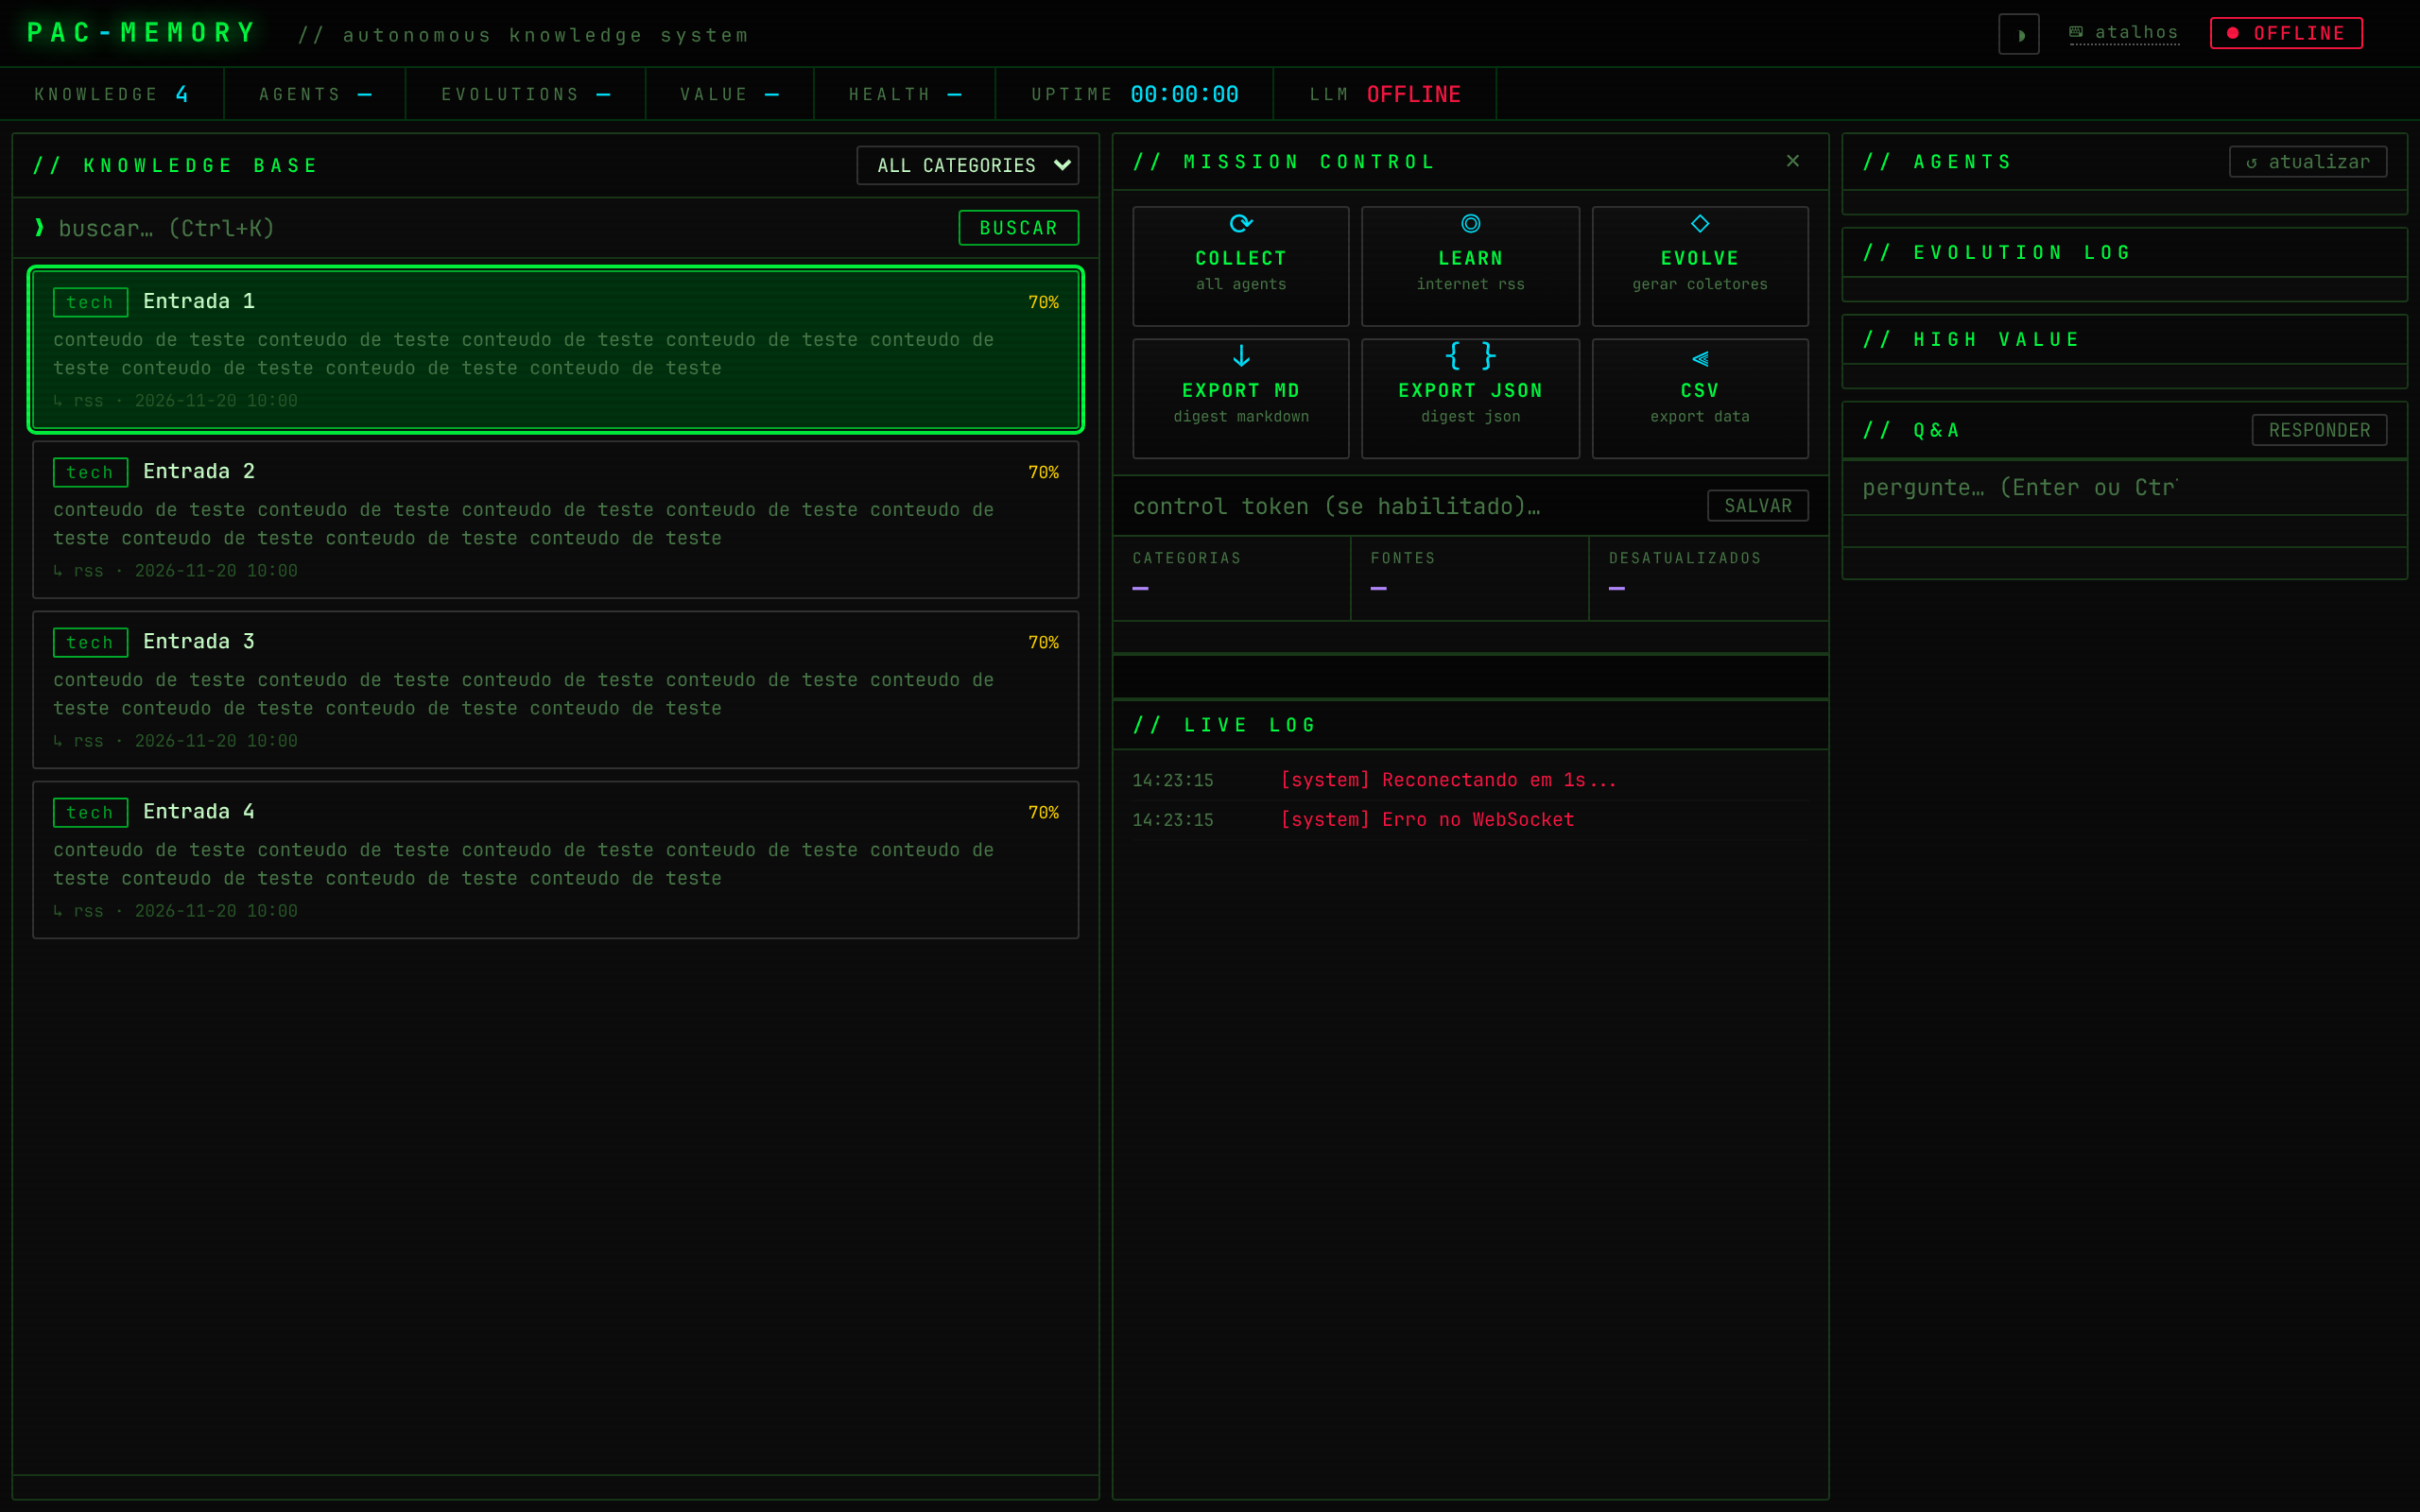 PAC-MEMORY // autonomous knowledge system
atalhos
● OFFLINE
KNOWLEDGE 4
AGENTS —
EVOLUTIONS —
VALUE —
HEALTH —
UPTIME 00:00:00
LLM OFFLINE
// KNOWLEDGE BASE
ALL CATEGORIES
buscar… (Ctrl+K)
BUSCAR
tech Entrada 1 70%
conteudo de teste conteudo de teste conteudo de teste conteudo de teste conteudo de
teste conteudo de teste conteudo de teste conteudo de teste
↳ rss · 2026-11-20 10:00
tech Entrada 2 70%
conteudo de teste conteudo de teste conteudo de teste conteudo de teste conteudo de
teste conteudo de teste conteudo de teste conteudo de teste
↳ rss · 2026-11-20 10:00
tech Entrada 3 70%
conteudo de teste conteudo de teste conteudo de teste conteudo de teste conteudo de
teste conteudo de teste conteudo de teste conteudo de teste
↳ rss · 2026-11-20 10:00
tech Entrada 4 70%
conteudo de teste conteudo de teste conteudo de teste conteudo de teste conteudo de
teste conteudo de teste conteudo de teste conteudo de teste
↳ rss · 2026-11-20 10:00
// MISSION CONTROL ×
COLLECT
all agents
LEARN
internet rss
EVOLVE
gerar coletores
EXPORT MD
digest markdown
{ }
EXPORT JSON
digest json
CSV
export data
control token (se habilitado)…
SALVAR
CATEGORIAS
—
FONTES
—
DESATUALIZADOS
—
// LIVE LOG
14:23:15 [system] Reconectando em 1s...
14:23:15 [system] Erro no WebSocket
// AGENTS
↺ atualizar
// EVOLUTION LOG
// HIGH VALUE
// Q&A
RESPONDER
pergunte… (Enter ou Ctr